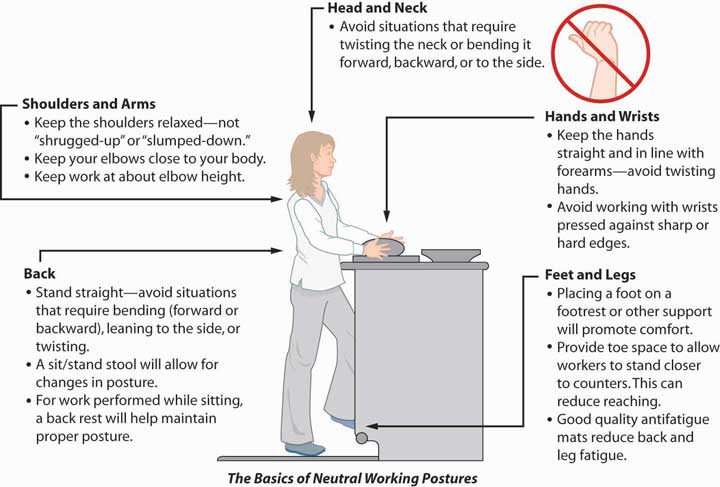 Head and Neck
• Avoid situations that require
twisting the neck or bending it
forward, backward, or to the side.
Shoulders and Arms
• Keep the shoulders relaxed—not
“shrugged-up” or “slumped-down.”
• Keep your elbows close to your body.
• Keep work at about elbow height.
Hands and Wrists
• Keep the hands
straight and in line with
forearms—avoid twisting
hands.
• Avoid working with wrists
pressed against sharp or
hard edges.
Back
• Stand straight—avoid situations
that require bending (forward or
backward), leaning to the side, or
twisting.
• A sit/stand stool will allow for
changes in posture.
• For work performed while sitting,
a back rest will help maintain
proper posture.
Feet and Legs
• Placing a foot on a
footrest or other support
will promote comfort.
• Provide toe space to allow
workers to stand closer
to counters. This can
reduce reaching.
• Good quality antifatigue
mats reduce back and
leg fatigue.
The Basics of Neutral Working Postures